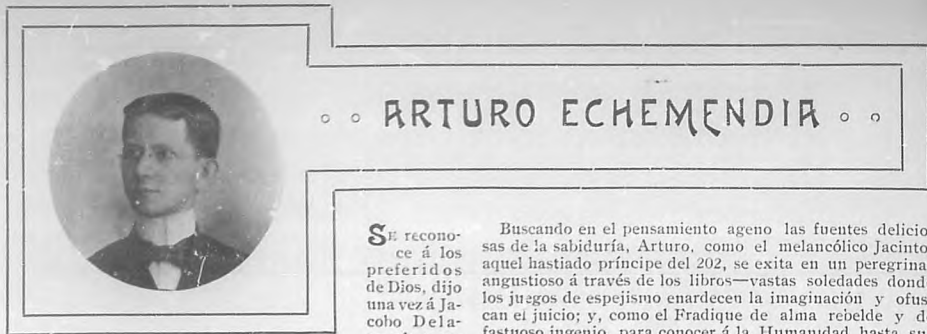 ARTURO ECHEMENDIA
SE recono-
ce á los
preferidos
de Dios, dijo
una vez á Ja-
cobo Dela-
Buscando en el pensamiento ageno las fuentes delicio
sas de la sabiduría, Arturo, como el melancólico Jacinto
aquel hastiado príncipe del 202, se exita en un peregrina
angustioso á través de los libros—vastas soledades dond
los juegos de espejismo enardecen la imaginación y ofus
can el juicio; y, como el Fradique de alma rebelde y d
fastuoso ingenio, para conocer á la Humanidad, hasta su